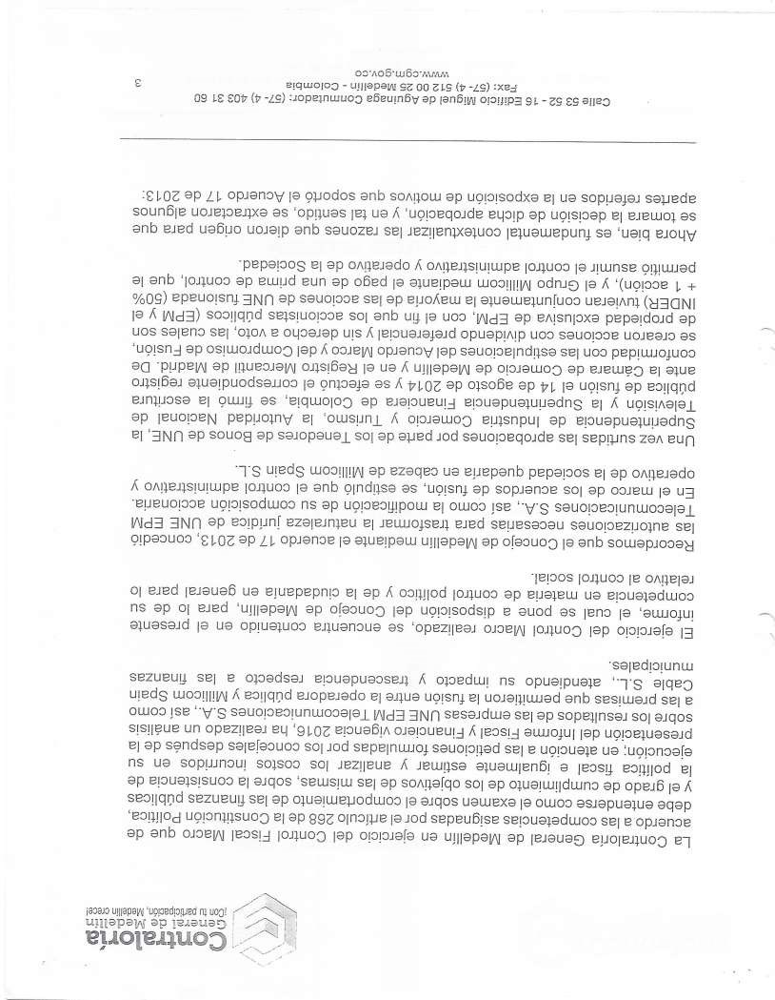 Contraloría
General de Medellín
¡Con tu participación, Medellín crece!
La Contraloría General de Medellín en ejercicio del Control Fiscal Macro que de
acuerdo a las competencias asignadas por el artículo 268 de la Constitución Política,
debe entenderse como el examen sobre el comportamiento de las finanzas públicas
y el grado de cumplimiento de los objetivos de las mismas, sobre la consistencia de
la política fiscal e igualmente estimar y analizar los costos incurridos en su
ejecución; en atención a las peticiones formuladas por los concejales después de la
presentación del Informe Fiscal y Financiero vigencia 2016, ha realizado un análisis
sobre los resultados de las empresas UNE EPM Telecomunicaciones S.A., así como
a las premisas que permitieron la fusión entre la operadora pública y Millicom Spain
Cable S.L., atendiendo su impacto y trascendencia respecto a las finanzas
municipales.
El ejercicio del Control Macro realizado, se encuentra contenido en el presente
informe, el cual se pone a disposición del Concejo de Medellín, para lo de su
competencia en materia de control político y de la ciudadanía en general para lo
relativo al control social.
Recordemos que el Concejo de Medellín mediante el acuerdo 17 de 2013, concedió
las autorizaciones necesarias para trasformar la naturaleza jurídica de UNE EPM
Telecomunicaciones S.A., así como la modificación de su composición accionaria.
En el marco de los acuerdos de fusión, se estipuló que el control administrativo y
operativo de la sociedad quedaría en cabeza de Millicom Spain S.L.
Una vez surtidas las aprobaciones por parte de los Tenedores de Bonos de UNE, la
Superintendencia de Industria Comercio y Turismo, la Autoridad Nacional de
Televisión y la Superintendencia Financiera de Colombia, se firmó la escritura
pública de fusión el 14 de agosto de 2014 y se efectuó el correspondiente registro
ante la Cámara de Comercio de Medellín y en el Registro Mercantil de Madrid. De
conformidad con las estipulaciones del Acuerdo Marco y del Compromiso de Fusión,
se crearon acciones con dividendo preferencial y sin derecho a voto, las cuales son
de propiedad exclusiva de EPM, con el fin que los accionistas públicos (EPM y el
INDER) tuvieran conjuntamente la mayoría de las acciones de UNE fusionada (50%
+ 1 acción), y el Grupo Millicom mediante el pago de una prima de control, que le
permitió asumir el control administrativo y operativo de la Sociedad.
Ahora bien, es fundamental contextualizar las razones que dieron origen para que
se tomara la decisión de dicha aprobación, y en tal sentido, se extractaron algunos
apartes referidos en la exposición de motivos que soportó el Acuerdo 17 de 2013:
Calle 53 52 - 16 Edificio Miguel de Aguinaga Conmutador: (57- 4) 403 31 60
Fax: (57- 4) 512 00 25 Medellín - Colombia
www.cgm.gov.co
3